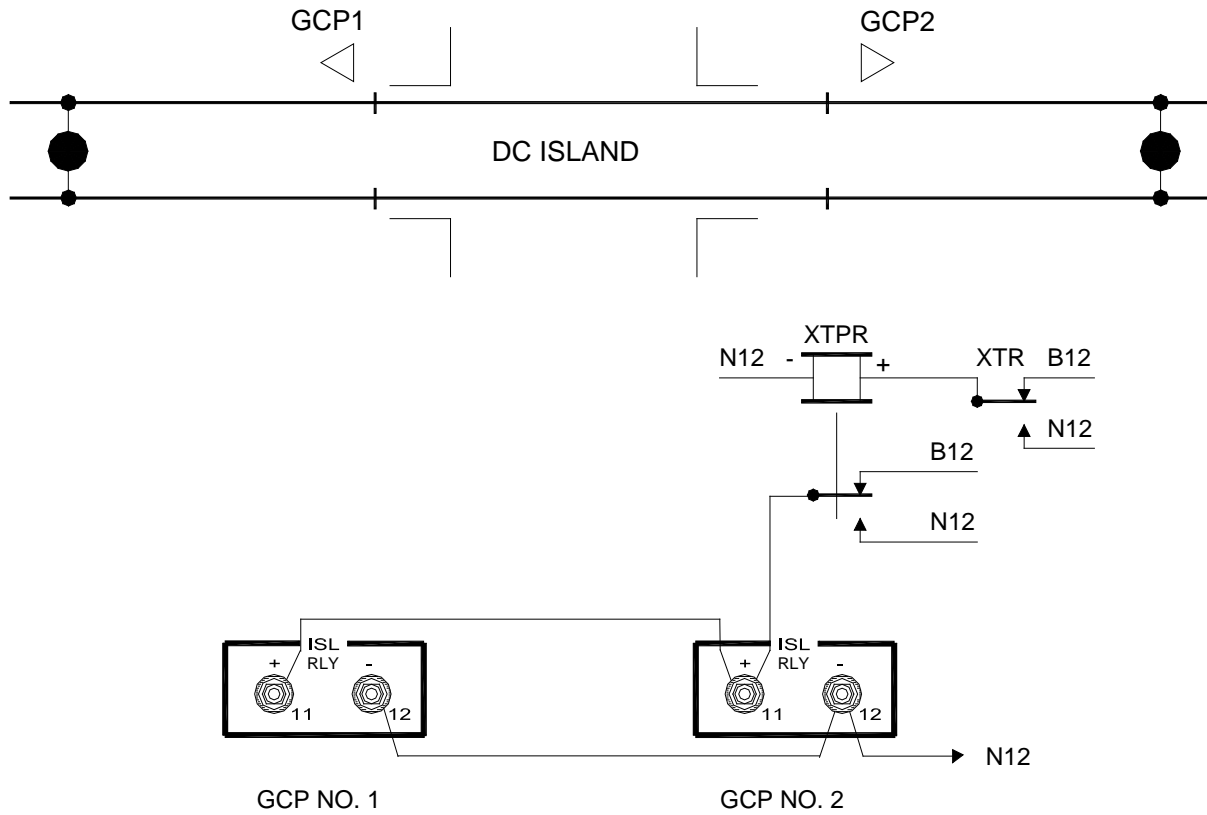 GCP1
GCP2
DC ISLAND
XTPR
N12 - + XTR B12
N12
B12
N12
ISL
+ RLY -
11 12
ISL
+ RLY -
11 12
N12
GCP NO. 1
GCP NO. 2